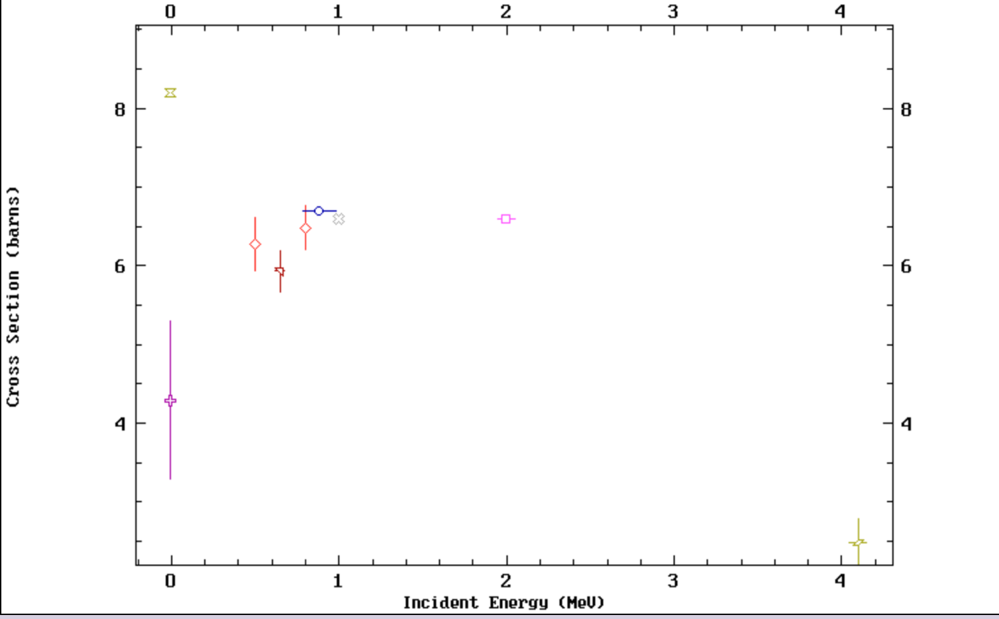 0 1 2 3 4
8 8
6 6
4 4
Cross Section (barns)
0 1 2 3 4
Incident Energy (MeV)